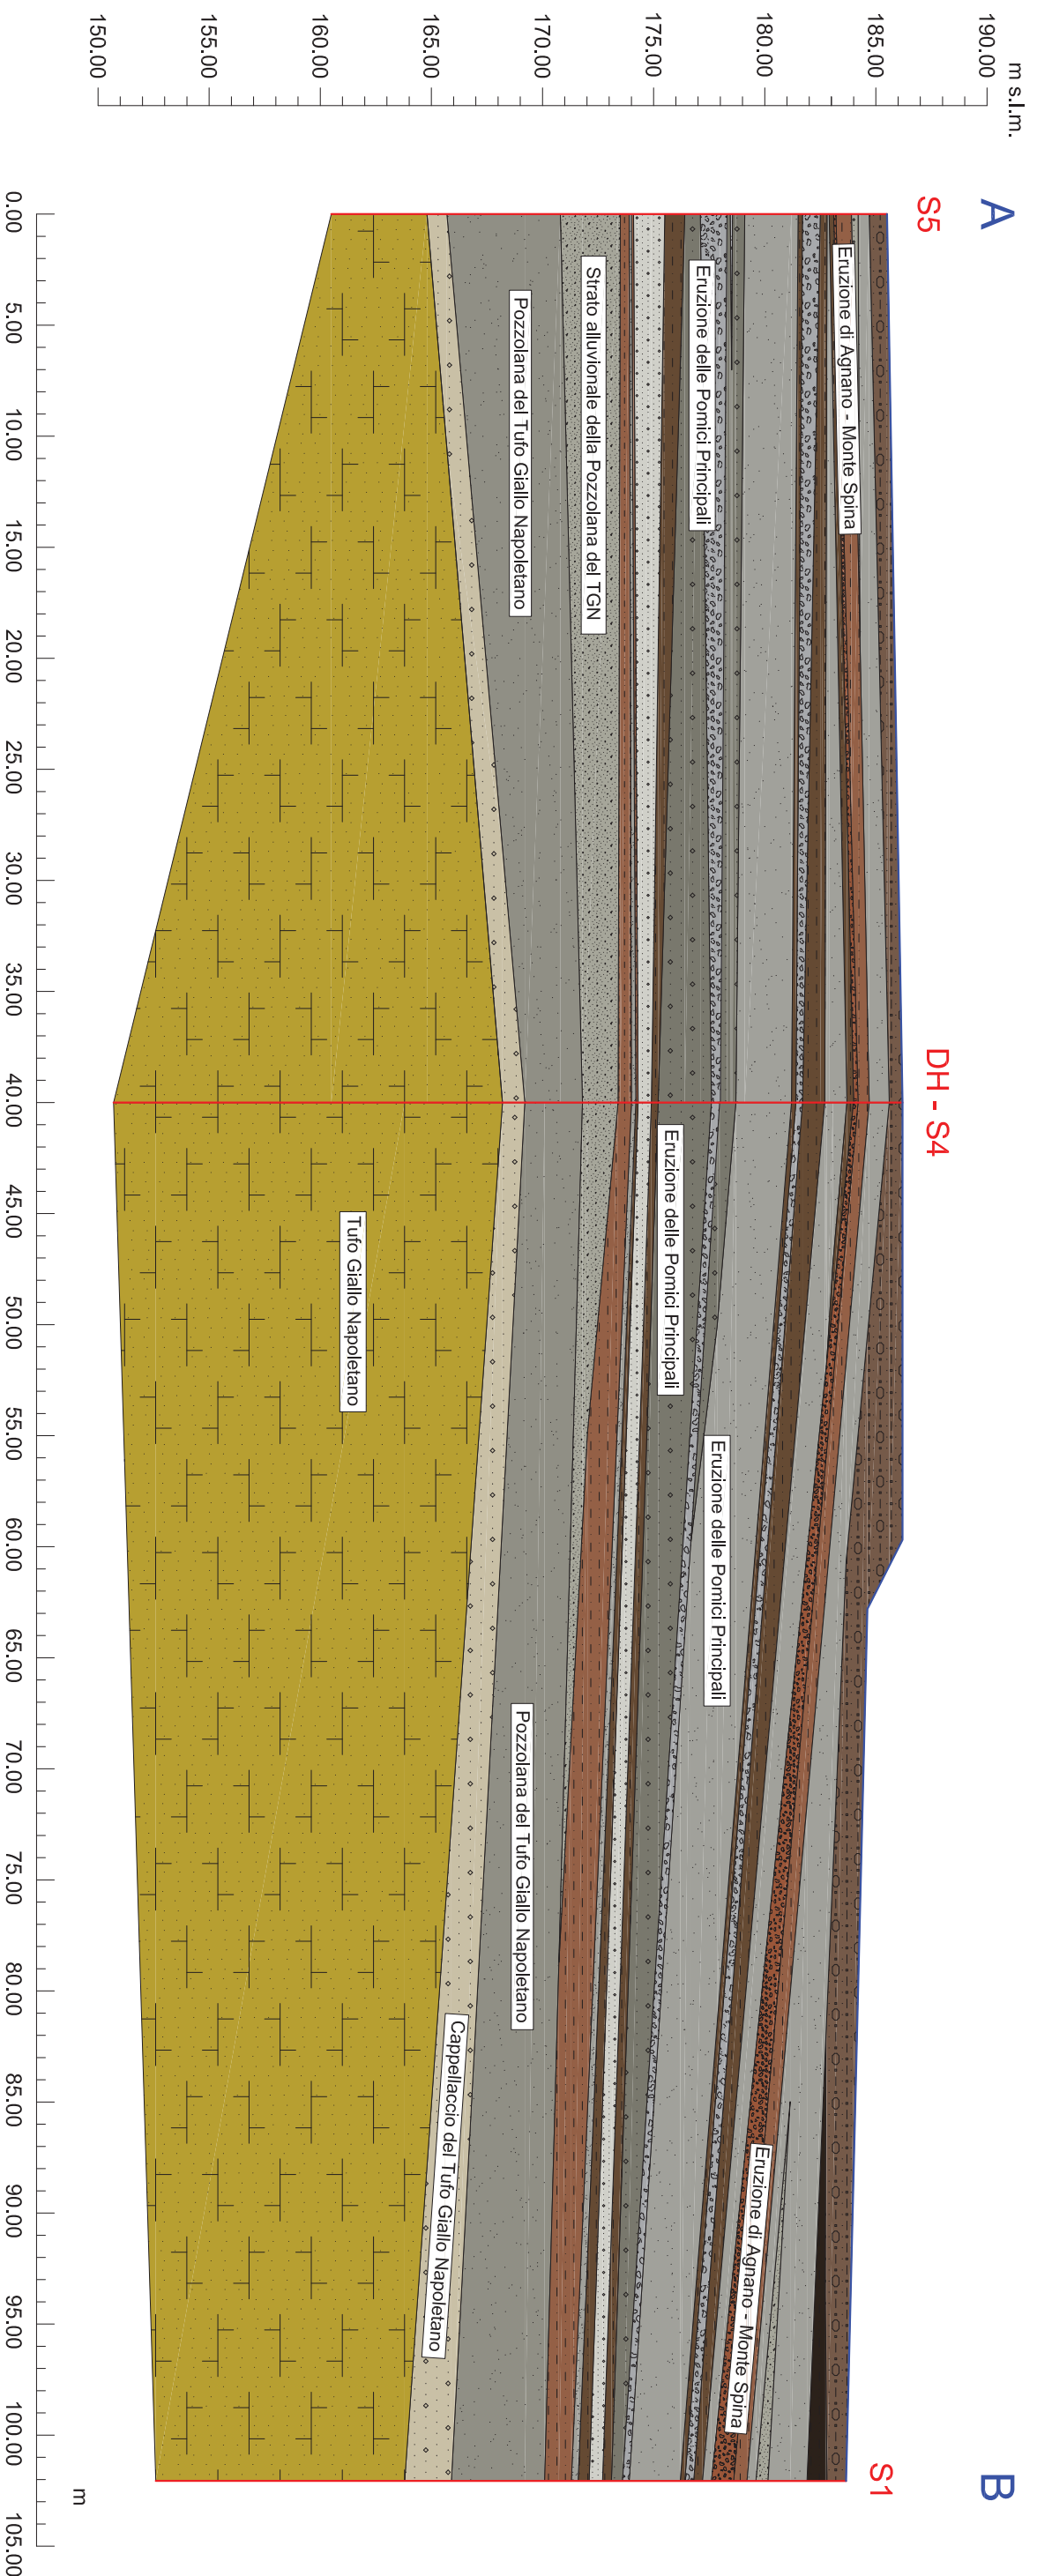 A
B
S5
DH - S4
S1
m s.l.m.
190.00
185.00
180.00
175.00
170.00
165.00
160.00
155.00
150.00
Eruzione di Agnano - Monte Spina
Eruzione delle Pomici Principali
Strato alluvionale della Pozzolana del TGN
Pozzolana del Tufo Giallo Napoletano
Eruzione delle Pomici Principali
Eruzione delle Pomici Principali
Tufo Giallo Napoletano
Pozzolana del Tufo Giallo Napoletano
Eruzione di Agnano - Monte Spina
Cappellaccio del Tufo Giallo Napoletano
m
0.00
5.00
10.00
15.00
20.00
25.00
30.00
35.00
40.00
45.00
50.00
55.00
60.00
65.00
70.00
75.00
80.00
85.00
90.00
95.00
100.00
105.00